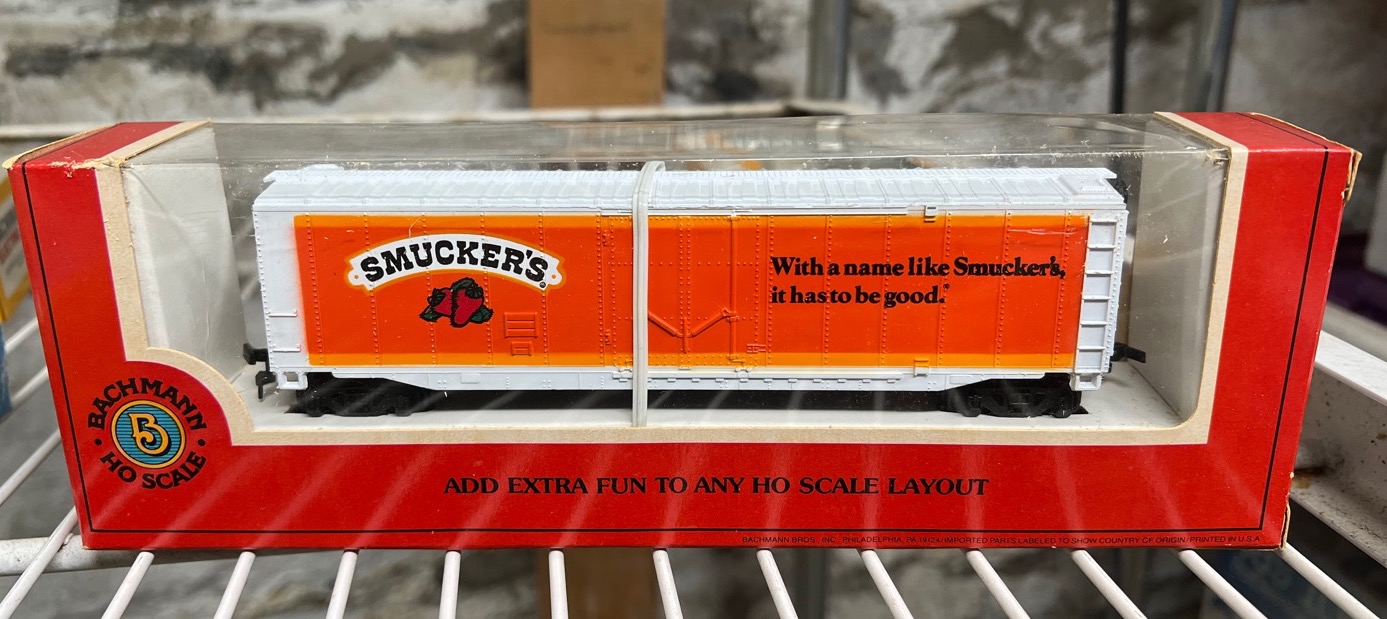 SMUCKER'S®
With a name like Smucker's,
it has to be good.®
BACHMANN
B
HO SCALE
ADD EXTRA FUN TO ANY HO SCALE LAYOUT
BACHMANN BROS., INC. PHILADELPHIA, PA 19124/IMPORTED PARTS LABELED TO SHOW COUNTRY OF ORIGIN/PRINTED IN U.S.A.